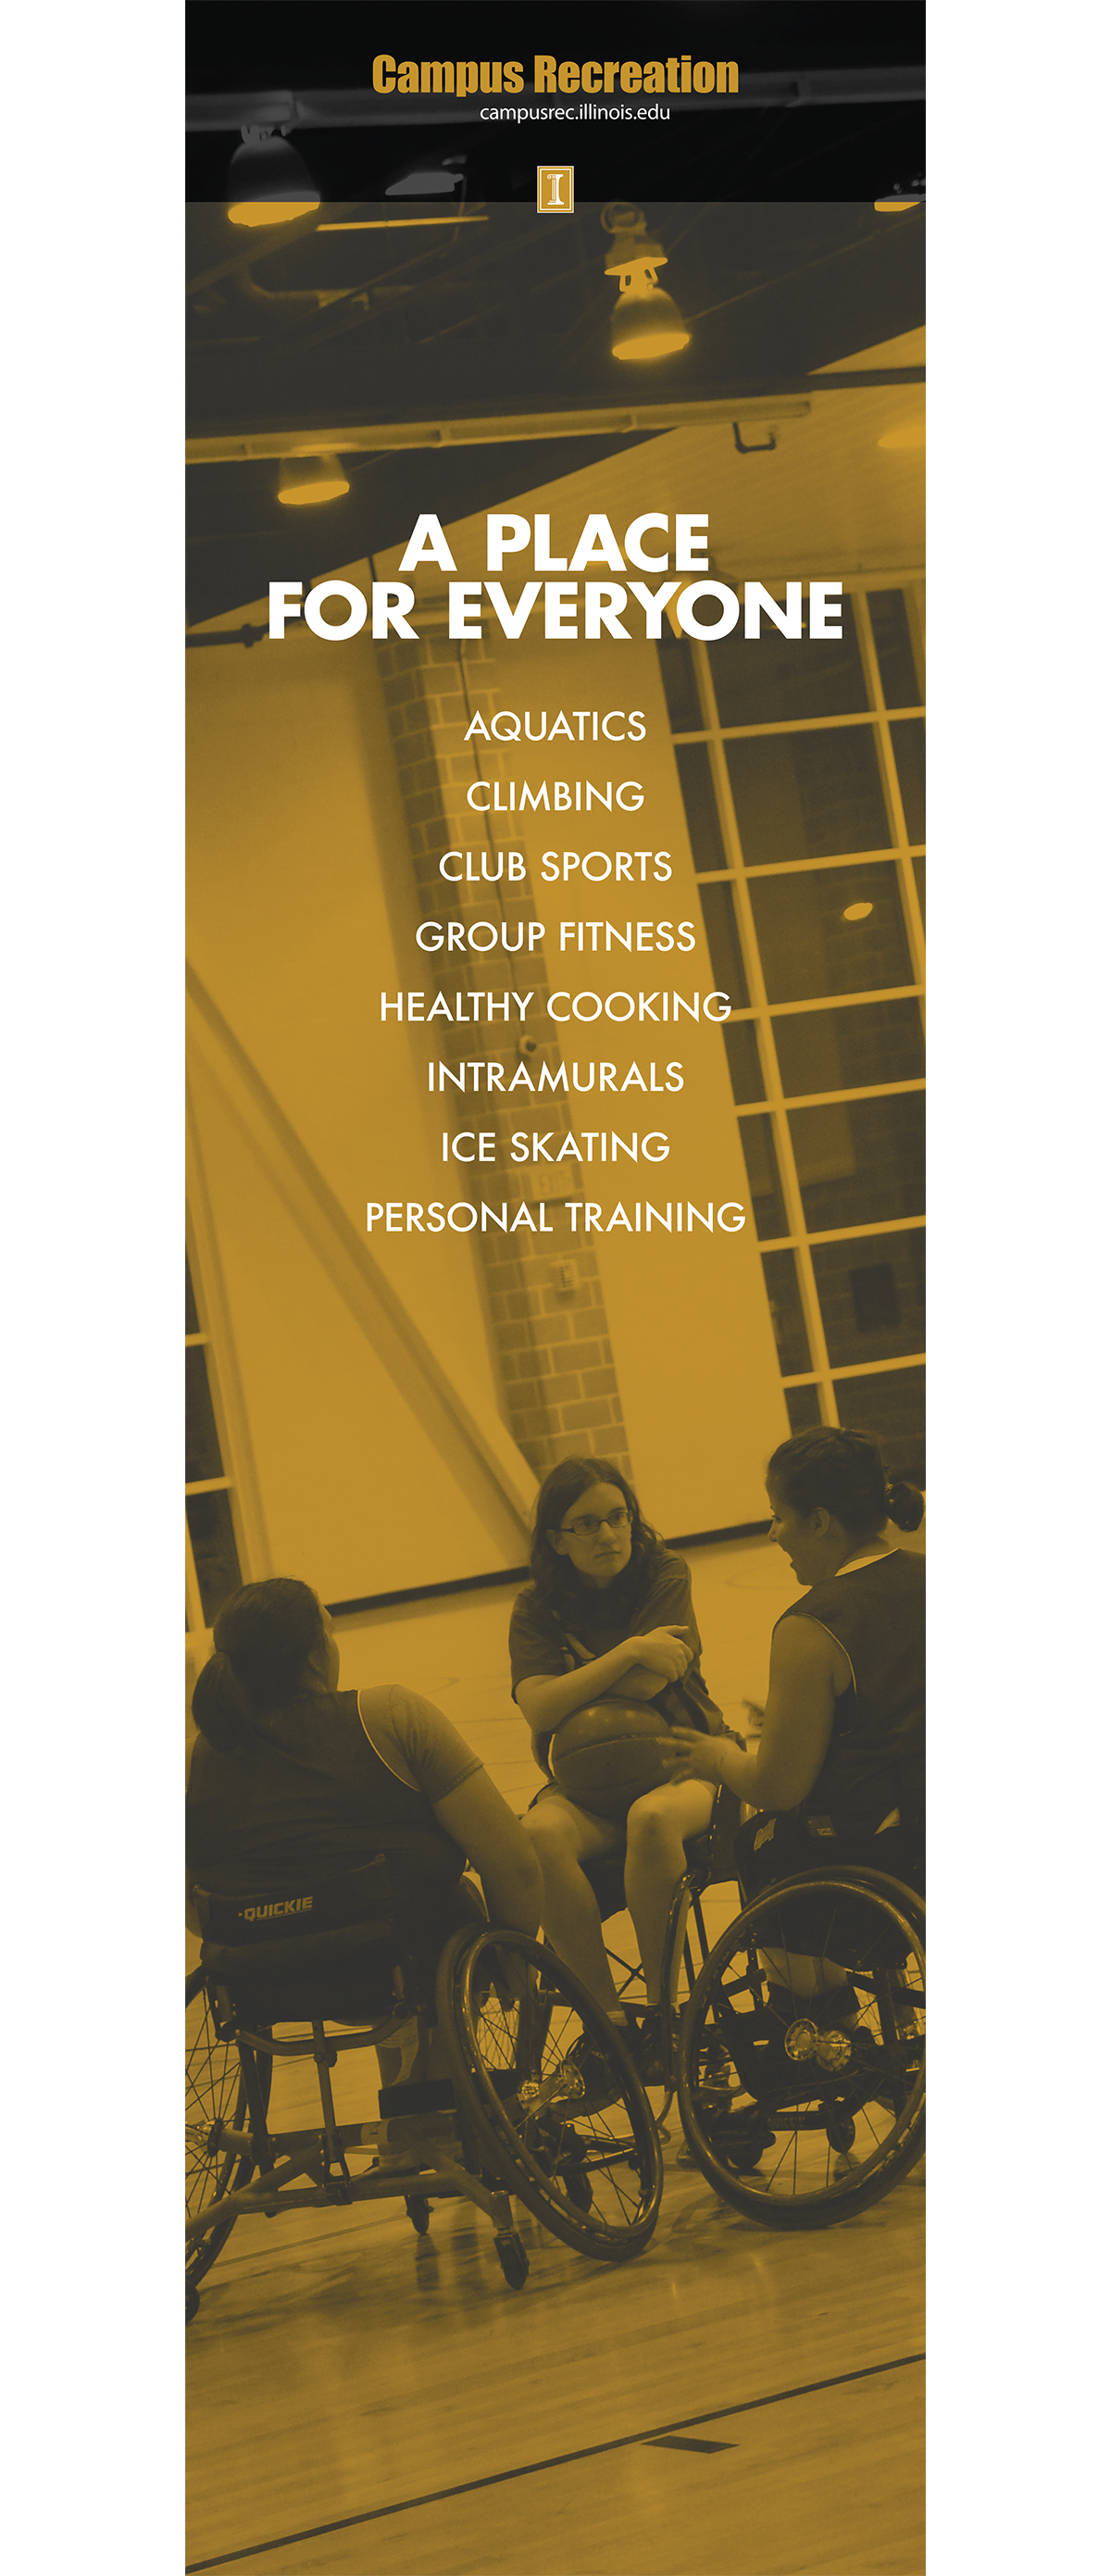 Campus Recreation
campusrec.illinois.edu
I
A PLACE
FOR EVERYONE
AQUATICS
CLIMBING
CLUB SPORTS
GROUP FITNESS
HEALTHY COOKING
INTRAMURALS
ICE SKATING
PERSONAL TRAINING
QUICKIE
QUICKIE